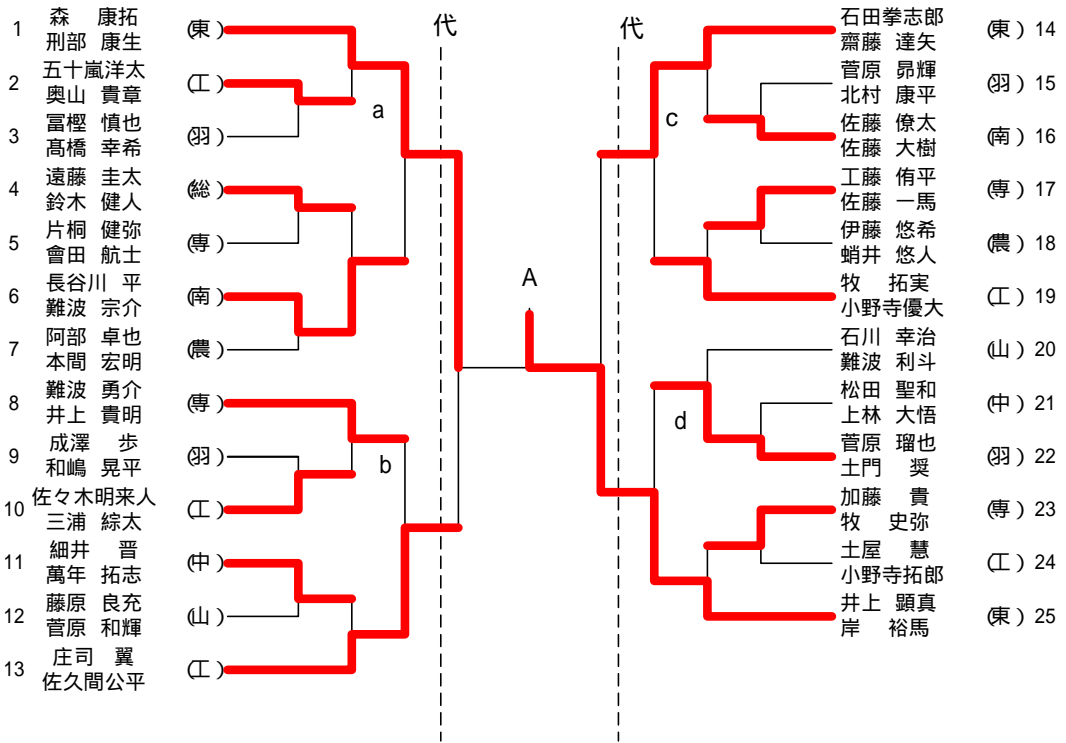 代
代
A
a
b
c
d
1 森 康拓 (東)
刑部 康生
2 五十嵐洋太 (工)
奥山 貴章
3 冨樫 慎也 (羽)
髙橋 幸希
4 遠藤 圭太 (総)
鈴木 健人
5 片桐 健弥 (専)
會田 航士
6 長谷川 平 (南)
難波 宗介
7 阿部 卓也 (農)
本間 宏明
8 難波 勇介 (専)
井上 貴明
9 成澤 歩 (羽)
和嶋 晃平
10 佐々木明来人 (工)
三浦 綜太
11 細井 晋 (中)
萬年 拓志
12 藤原 良充 (山)
菅原 和輝
13 庄司 翼 (工)
佐久間公平
石田拳志郎 (東) 14
齋藤 達矢
菅原 昴輝 (羽) 15
北村 康平
佐藤 僚太 (南) 16
佐藤 大樹
工藤 侑平 (専) 17
佐藤 一馬
伊藤 悠希 (農) 18
蛸井 悠人
牧 拓実 (工) 19
小野寺優大
石川 幸治 (山) 20
難波 利斗
松田 聖和 (中) 21
上林 大悟
菅原 瑠也 (羽) 22
土門 奨
加藤 貴 (専) 23
牧 史弥
土屋 慧 (工) 24
小野寺拓郎
井上 顕真 (東) 25
岸 裕馬